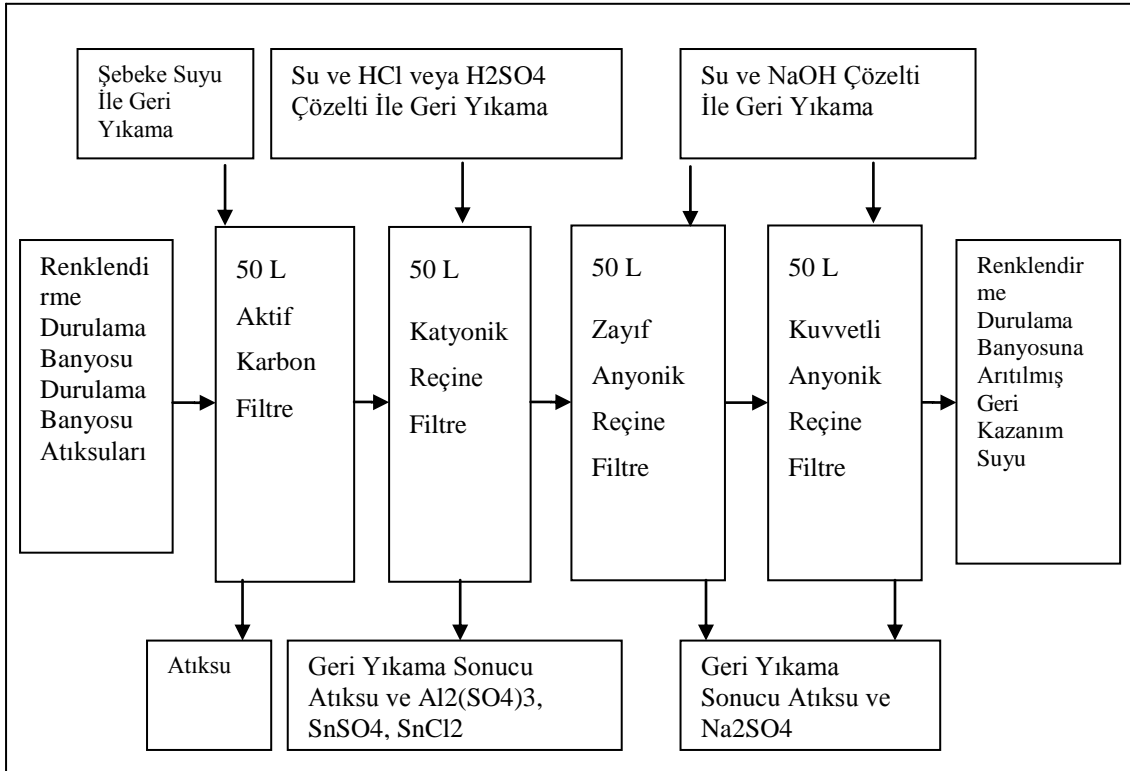 Şebeke Suyu
İle Geri
Yıkama
Su ve HCl veya H2SO4
Çözelti İle Geri Yıkama
Su ve NaOH Çözelti
İle Geri Yıkama
Renklendi
rme
Durulama
Banyosu
Durulama
Banyosu
Atıksuları
50 L
Aktif
Karbon
Filtre
50 L
Katyonik
Reçine
Filtre
50 L
Zayıf
Anyonik
Reçine
Filtre
50 L
Kuvvetli
Anyonik
Reçine
Filtre
Renklendir
me
Durulama
Banyosuna
Arıtılmış
Geri
Kazanım
Suyu
Atıksu
Geri Yıkama Sonucu
Atıksu ve Al2(SO4)3,
SnSO4, SnCl2
Geri Yıkama
Sonucu Atıksu ve
Na2SO4